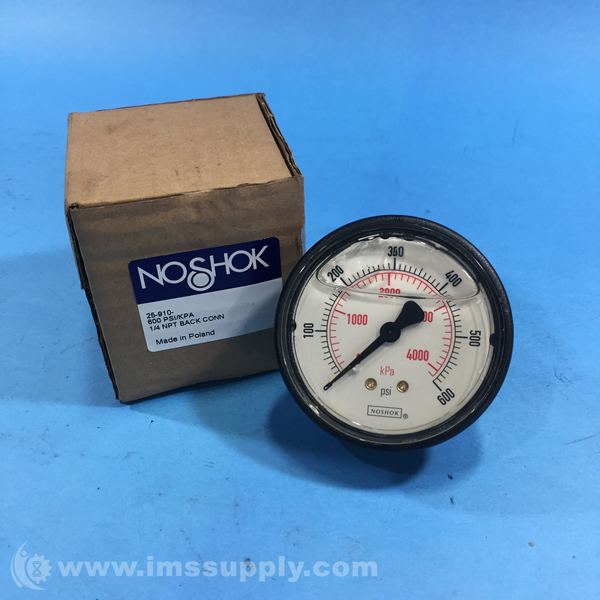 NOSHOK
25-910-
600 PSI/KPA
1/4 NPT BACK CONN
Made in Poland
100
200
300
400
500
600
1000
4000
kPa
psi
NOSHOK ®
www.imssupply.com